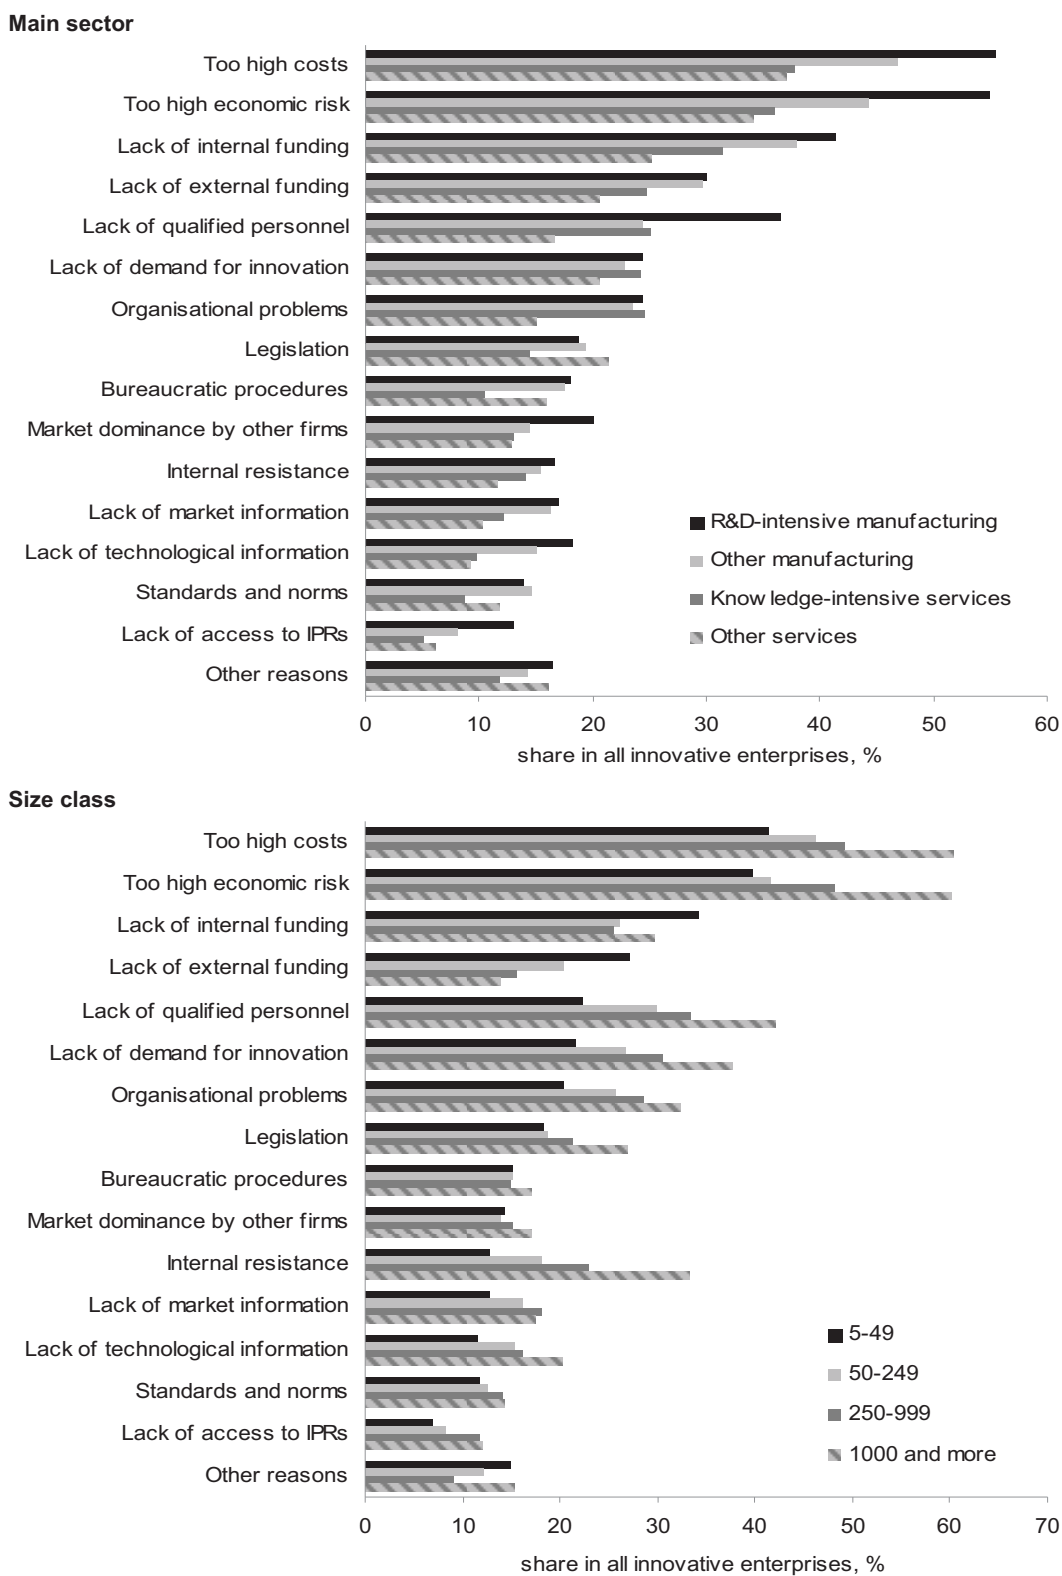 Main sector
Too high costs
Too high economic risk
Lack of internal funding
Lack of external funding
Lack of qualified personnel
Lack of demand for innovation
Organisational problems
Legislation
Bureaucratic procedures
Market dominance by other firms
Internal resistance
Lack of market information
Lack of technological information
Standards and norms
Lack of access to IPRs
Other reasons
R&D-intensive manufacturing
Other manufacturing
Know ledge-intensive services
Other services
0 10 20 30 40 50 60
share in all innovative enterprises, %
Size class
Too high costs
Too high economic risk
Lack of internal funding
Lack of external funding
Lack of qualified personnel
Lack of demand for innovation
Organisational problems
Legislation
Bureaucratic procedures
Market dominance by other firms
Internal resistance
Lack of market information
Lack of technological information
Standards and norms
Lack of access to IPRs
Other reasons
5-49
50-249
250-999
1000 and more
0 10 20 30 40 50 60 70
share in all innovative enterprises, %